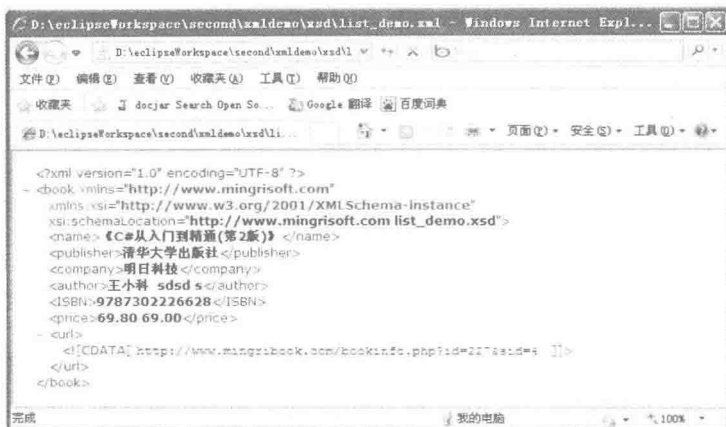 D:\eclipseWorkspace\second\xmldemo\xsd\list_demo.xml - Windows Internet Expl...
D:\eclipseWorkspace\second\xmldemo\xsd\l
文件(F) 编辑(E) 查看(V) 收藏夹(A) 工具(T) 帮助(H)
收藏夹 docjar Search Open So... Google 翻译 百度词典
D:\eclipseWorkspace\second\xmldemo\xsd\li... 页面(P) 安全(S) 工具(O)
<?xml version="1.0" encoding="UTF-8" ?>
- <book xmlns="http://www.mingrisoft.com"
xmlns:xsi="http://www.w3.org/2001/XMLSchema-instance"
xsi:schemaLocation="http://www.mingrisoft.com list_demo.xsd">
<name>《C#从入门到精通(第2版)》</name>
<publisher>清华大学出版社</publisher>
<company>明日科技</company>
<author>王小科 sdsd s</author>
<ISBN>9787302226628</ISBN>
<price>69.80 69.00</price>
- <url>
<![CDATA[ http://www.mingribook.com/bookinfo.php?id=227&sid=4 ]]>
</url>
</book>
完成 我的电脑 100%